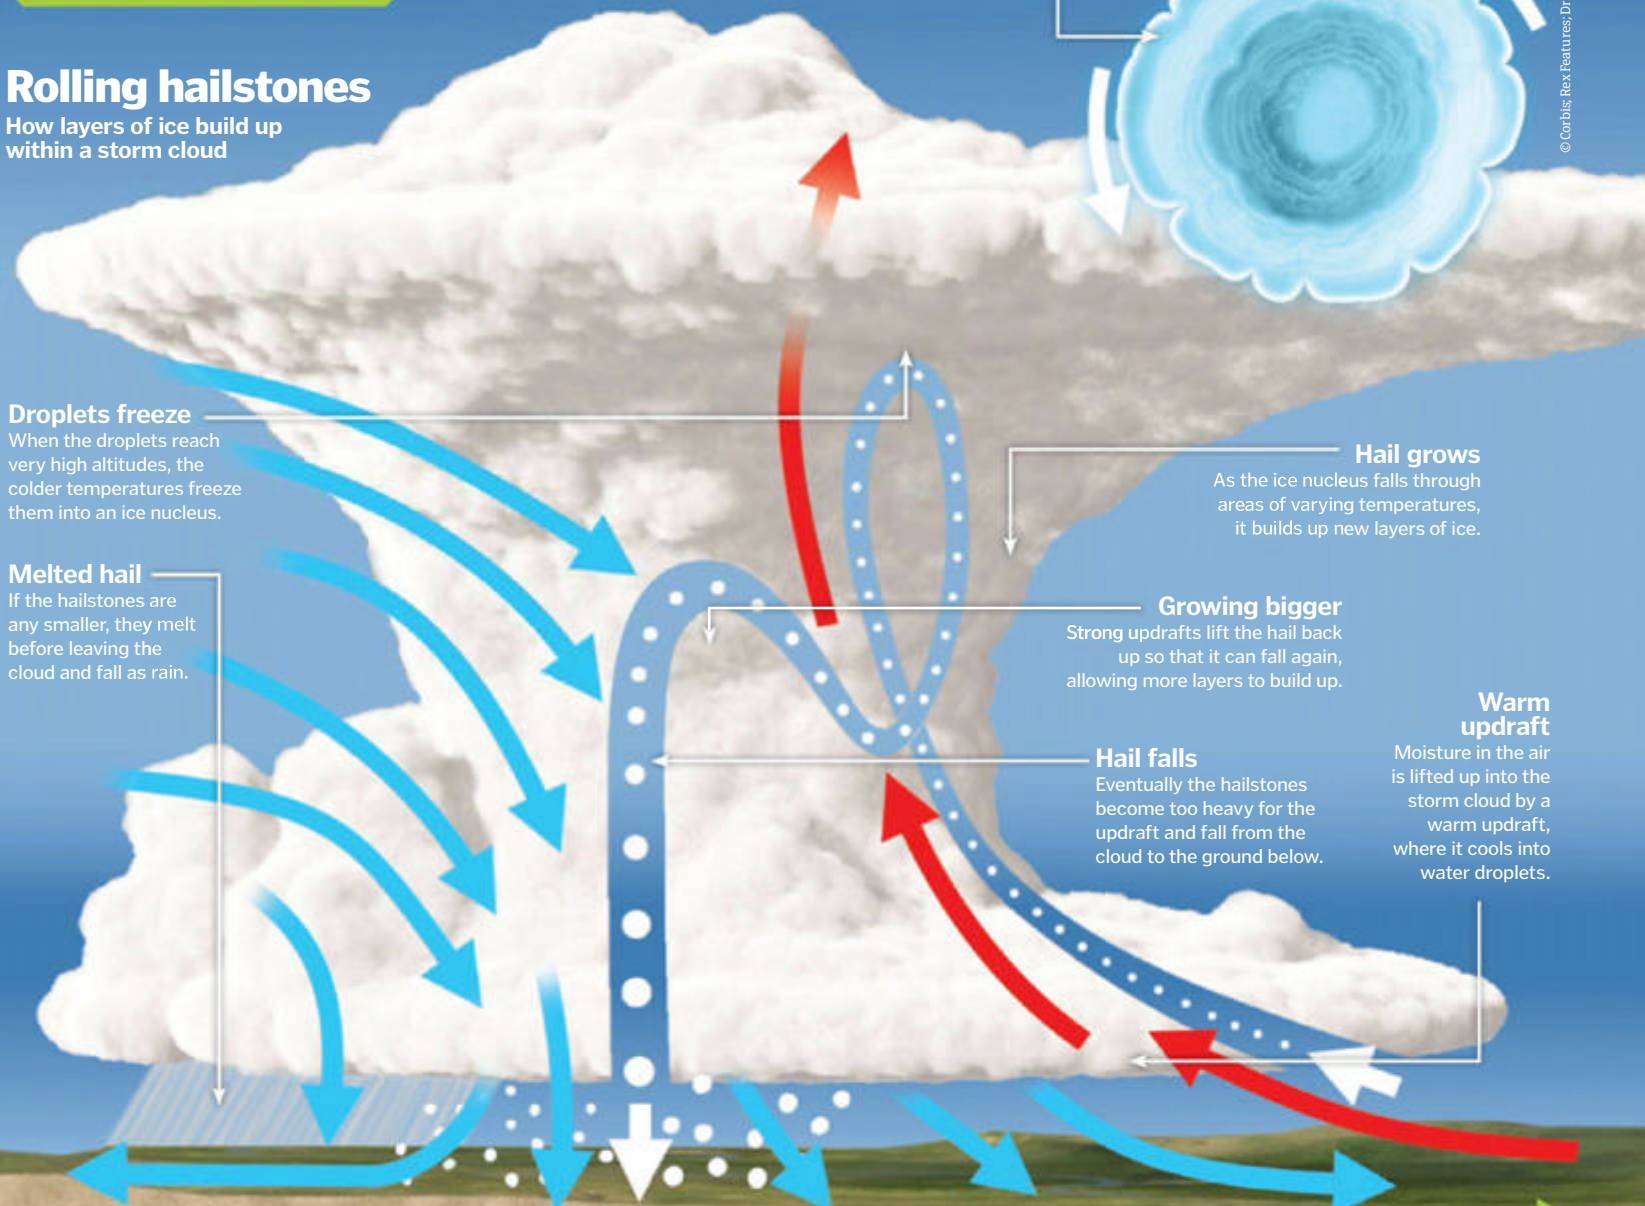 Rolling hailstones
How layers of ice build up
within a storm cloud
© Corbis; Rex Features;
Droplets freeze
When the droplets reach
very high altitudes, the
colder temperatures freeze
them into an ice nucleus.
Melted hail
If the hailstones are
any smaller, they melt
before leaving the
cloud and fall as rain.
Hail grows
As the ice nucleus falls through
areas of varying temperatures,
it builds up new layers of ice.
Growing bigger
Strong updrafts lift the hail back
up so that it can fall again,
allowing more layers to build up.
Hail falls
Eventually the hailstones
become too heavy for the
updraft and fall from the
cloud to the ground below.
Warm
updraft
Moisture in the air
is lifted up into the
storm cloud by a
warm updraft,
where it cools into
water droplets.